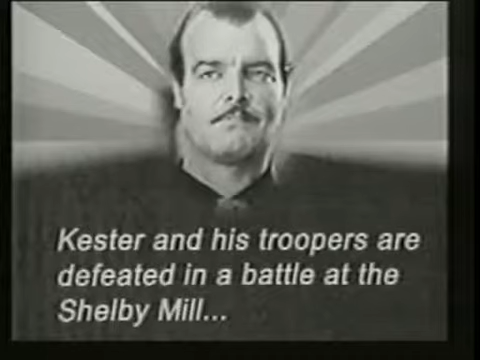 Kester and his troopers are
defeated in a battle at the
Shelby Mill...